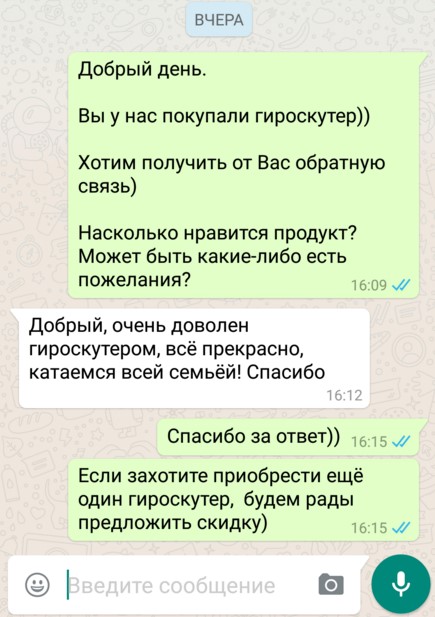 ВЧЕРА
Добрый день.
Вы у нас покупали гироскутер))
Хотим получить от Вас обратную
связь)
Насколько нравится продукт?
Может быть какие-либо есть
пожелания?
16:09
Добрый, очень доволен
гироскутером, всё прекрасно,
катаемся всей семьёй! Спасибо
16:12
Спасибо за ответ)) 16:15
Если захотите приобрести ещё
один гироскутер, будем рады
предложить скидку)
16:15
Введите сообщение